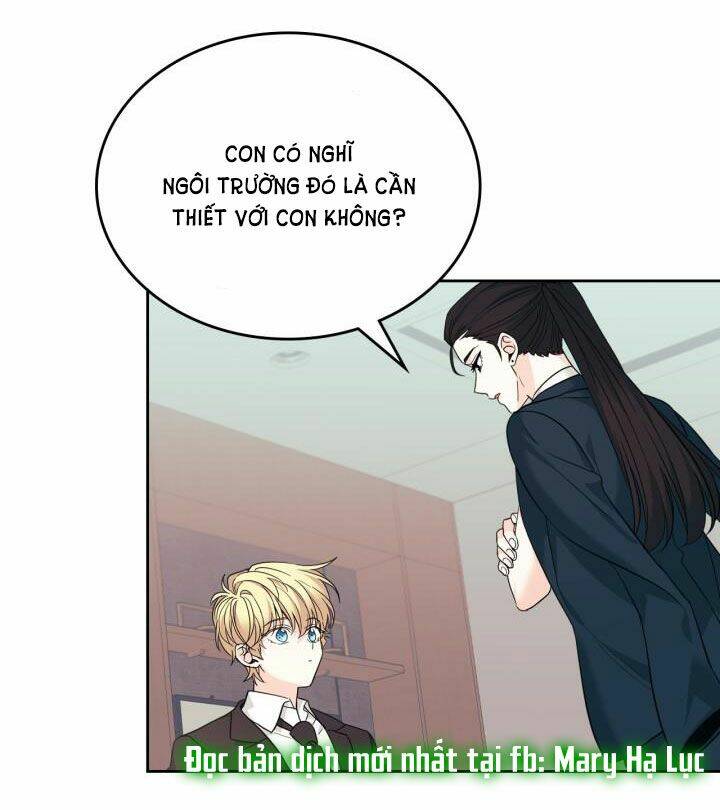 CON CÓ NGHĨ
NGÔI TRƯỜNG ĐÓ LÀ CẦN
THIẾT VỚI CON KHÔNG?
Đọc bản dịch mới nhất tại fb: Mary Hạ Lục